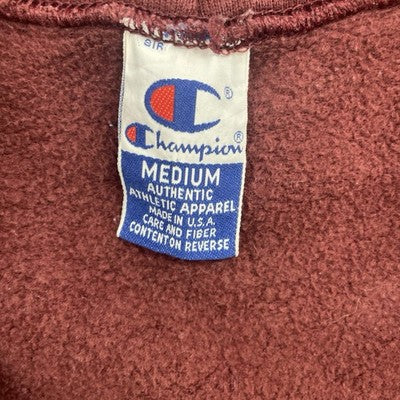 ®
Champion®
MEDIUM
AUTHENTIC
ATHLETIC APPAREL
MADE IN U.S.A.
CARE AND FIBER
CONTENT ON REVERSE